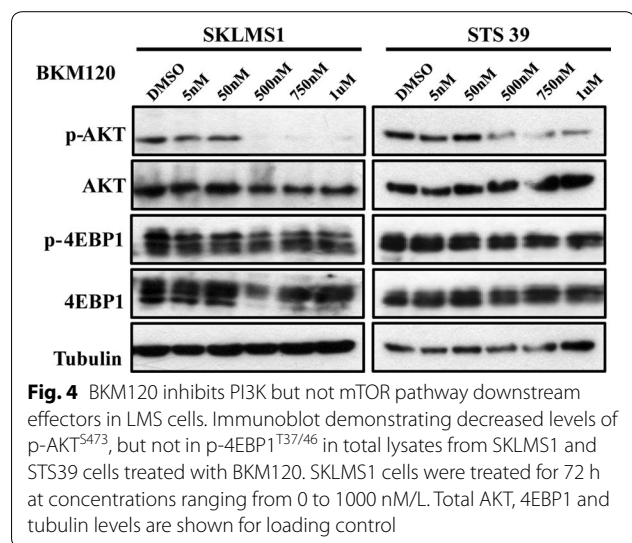 SKLMS1 STS 39
BKM120 DMSO 5nM 50nM 500nM 750nM 1uM DMSO 5nM 50nM 500nM 750nM 1uM
p-AKT
AKT
p-4EBP1
4EBP1
Tubulin
Fig. 4 BKM120 inhibits PI3K but not mTOR pathway downstream
effectors in LMS cells. Immunoblot demonstrating decreased levels of
p-AKT^S473, but not in p-4EBP1^T37/46 in total lysates from SKLMS1 and
STS39 cells treated with BKM120. SKLMS1 cells were treated for 72 h
at concentrations ranging from 0 to 1000 nM/L. Total AKT, 4EBP1 and
tubulin levels are shown for loading control